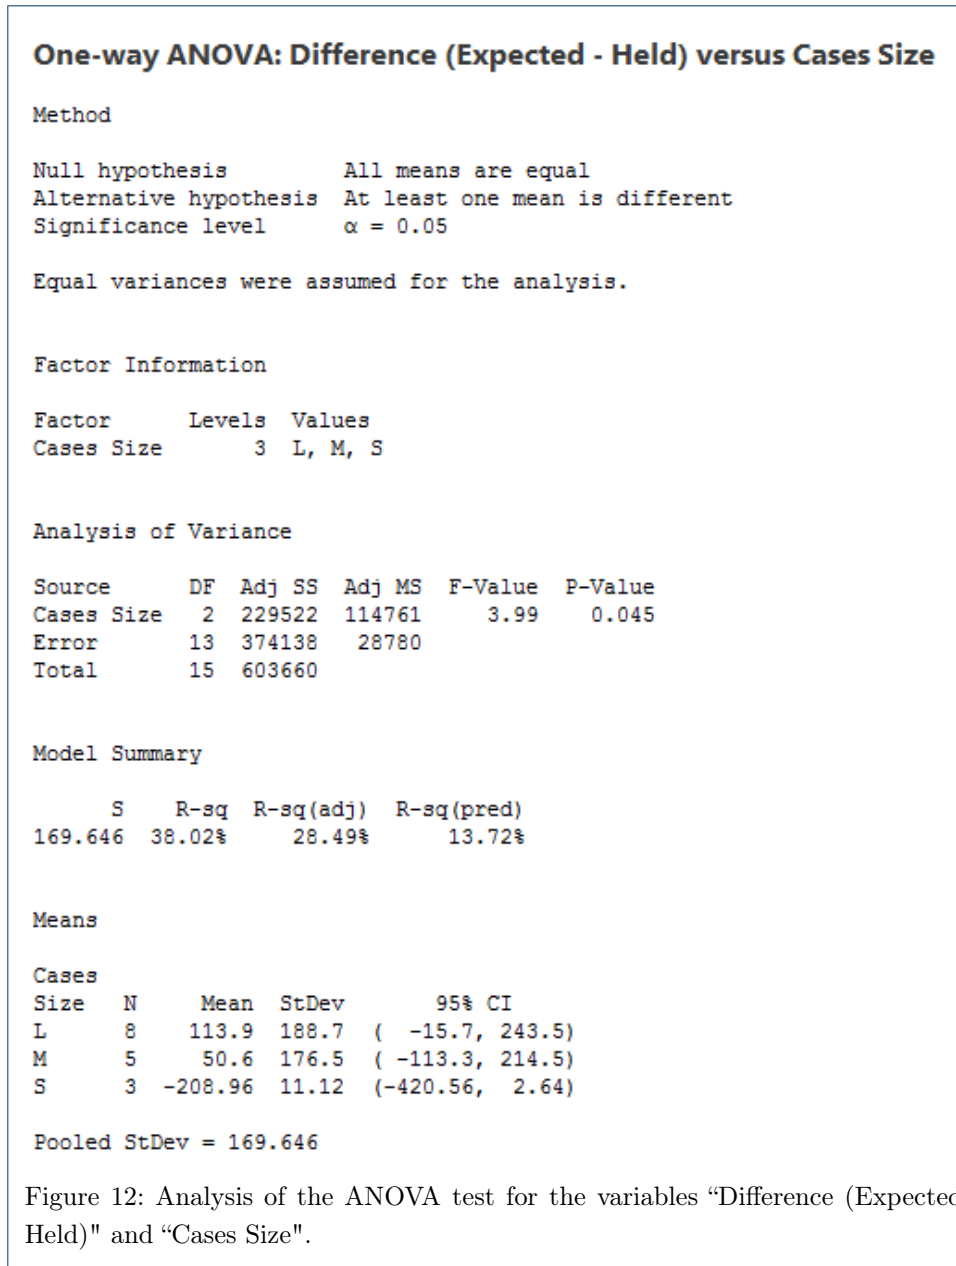 One-way ANOVA: Difference (Expected - Held) versus Cases Size
Method
Null hypothesis All means are equal
Alternative hypothesis At least one mean is different
Significance level α = 0.05
Equal variances were assumed for the analysis.
Factor Information
Factor Levels Values
Cases Size 3 L, M, S
Analysis of Variance
Source DF Adj SS Adj MS F-Value P-Value
Cases Size 2 229522 114761 3.99 0.045
Error 13 374138 28780
Total 15 603660
Model Summary
S R-sq R-sq(adj) R-sq(pred)
169.646 38.02% 28.49% 13.72%
Means
Cases
Size N Mean StDev 95% CI
L 8 113.9 188.7 ( -15.7, 243.5)
M 5 50.6 176.5 ( -113.3, 214.5)
S 3 -208.96 11.12 (-420.56, 2.64)
Pooled StDev = 169.646
Figure 12: Analysis of the ANOVA test for the variables “Difference (Expected
Held)" and “Cases Size".